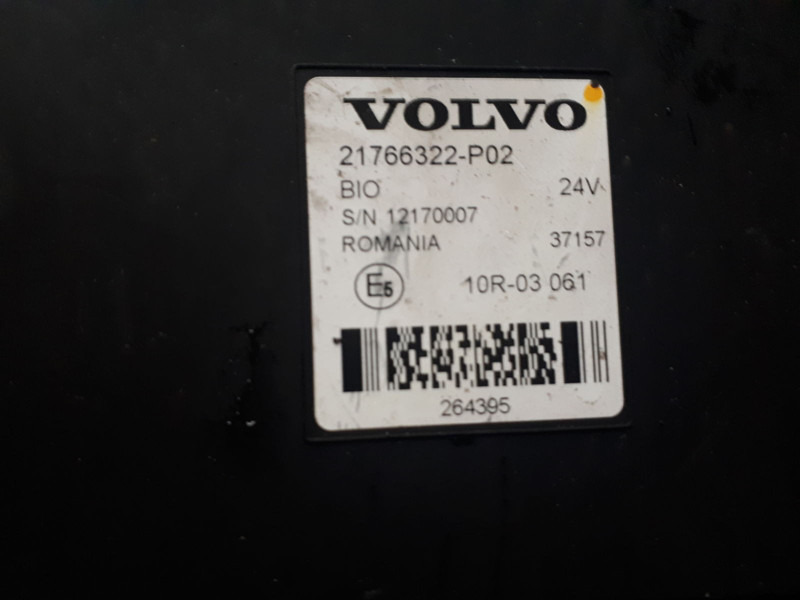 VOLVO
21766322-P02
BIO 24V
S/N 12170007
ROMANIA 37157
E5 10R-03 061
264395